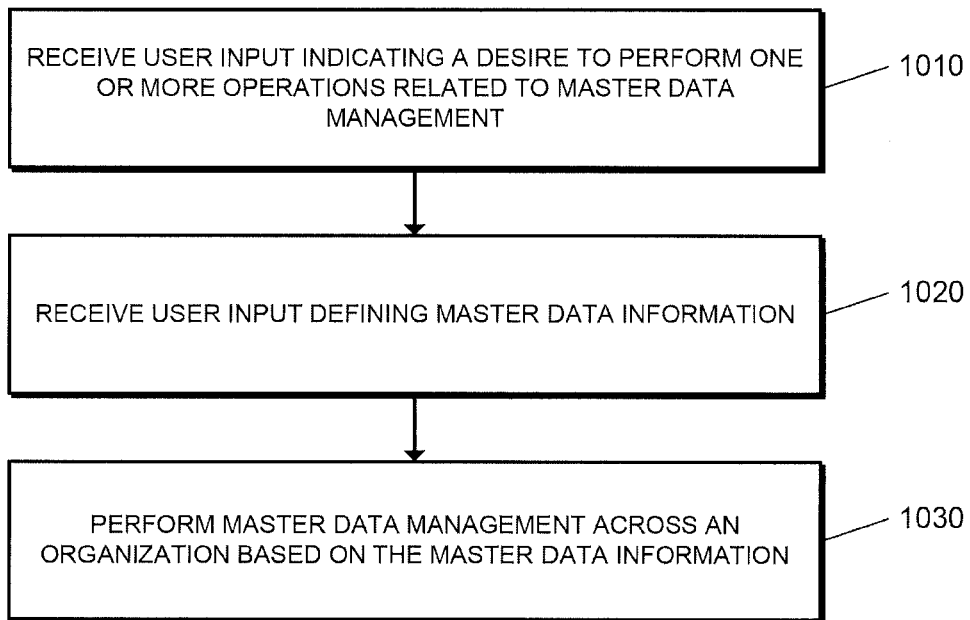 RECEIVE USER INPUT INDICATING A DESIRE TO PERFORM ONE
OR MORE OPERATIONS RELATED TO MASTER DATA
MANAGEMENT
1010
RECEIVE USER INPUT DEFINING MASTER DATA INFORMATION
1020
PERFORM MASTER DATA MANAGEMENT ACROSS AN
ORGANIZATION BASED ON THE MASTER DATA INFORMATION
1030